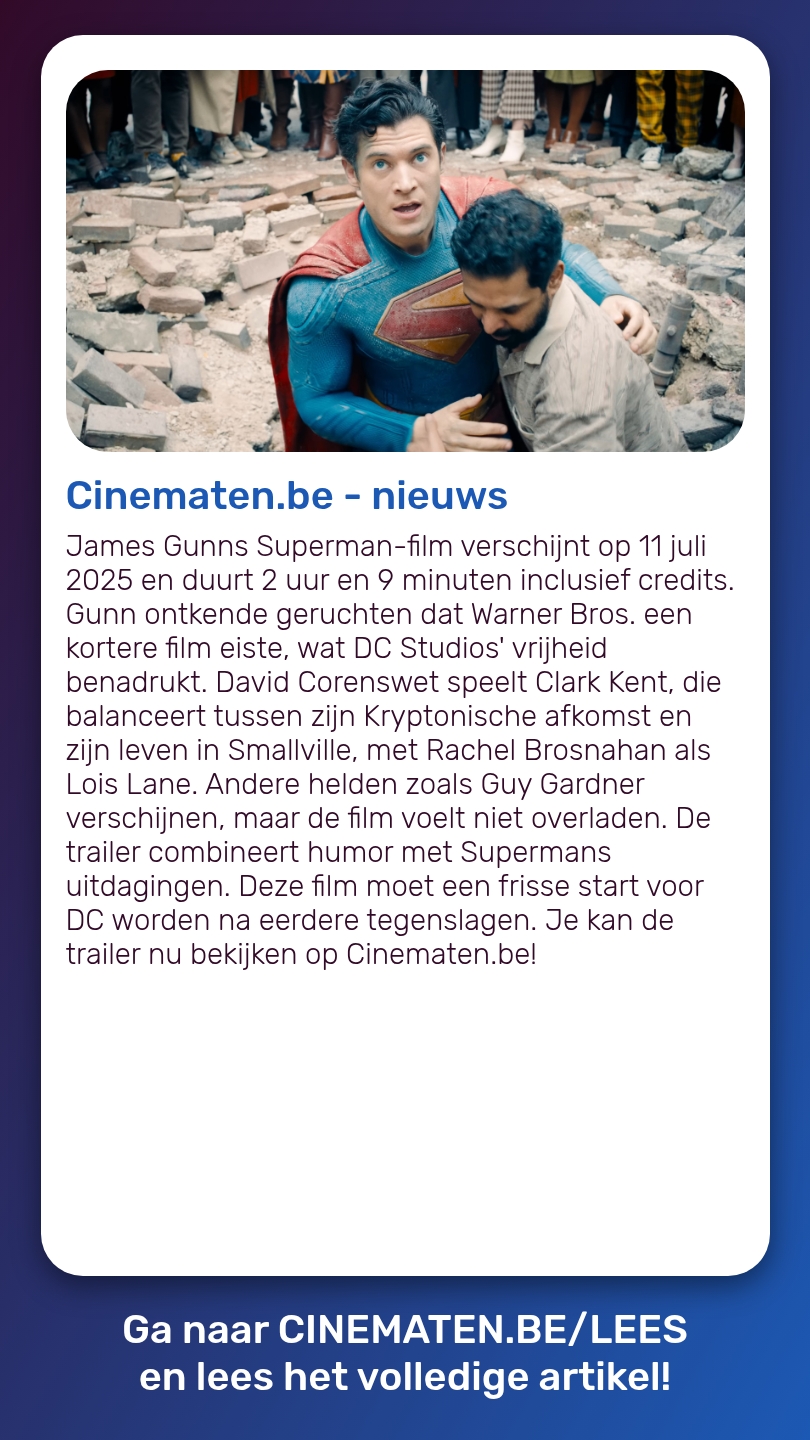 Cinematen.be - nieuws
James Gunns Superman-film verschijnt op 11 juli
2025 en duurt 2 uur en 9 minuten inclusief credits.
Gunn ontkende geruchten dat Warner Bros. een
kortere film eiste, wat DC Studios' vrijheid
benadrukt. David Corenswet speelt Clark Kent, die
balanceert tussen zijn Kryptonische afkomst en
zijn leven in Smallville, met Rachel Brosnahan als
Lois Lane. Andere helden zoals Guy Gardner
verschijnen, maar de film voelt niet overladen. De
trailer combineert humor met Supermans
uitdagingen. Deze film moet een frisse start voor
DC worden na eerdere tegenslagen. Je kan de
trailer nu bekijken op Cinematen.be!
Ga naar CINEMATEN.BE/LEES
en lees het volledige artikel!